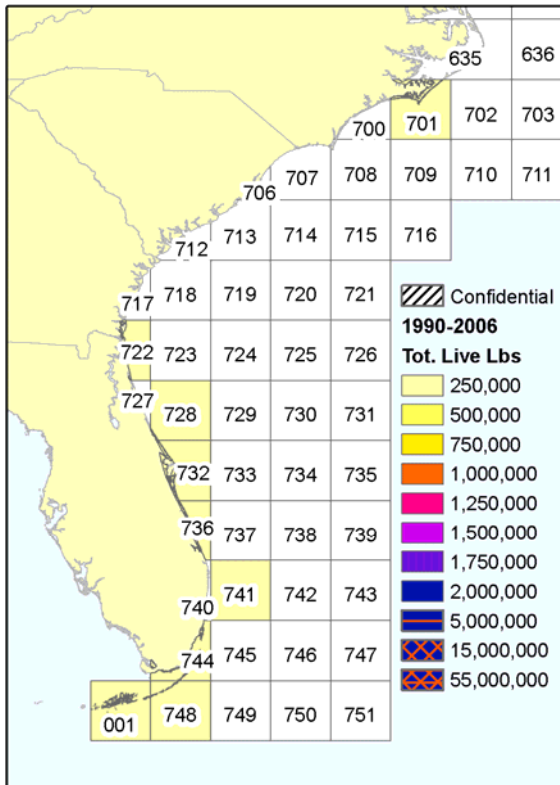 635 636
700 701 702 703
706 707 708 709 710 711
712 713 714 715 716
717 718 719 720 721
722 723 724 725 726
727 728 729 730 731
732 733 734 735
736 737 738 739
740 741 742 743
744 745 746 747
001 748 749 750 751
Confidential
1990-2006
Tot. Live Lbs
250,000
500,000
750,000
1,000,000
1,250,000
1,500,000
1,750,000
2,000,000
5,000,000
15,000,000
55,000,000